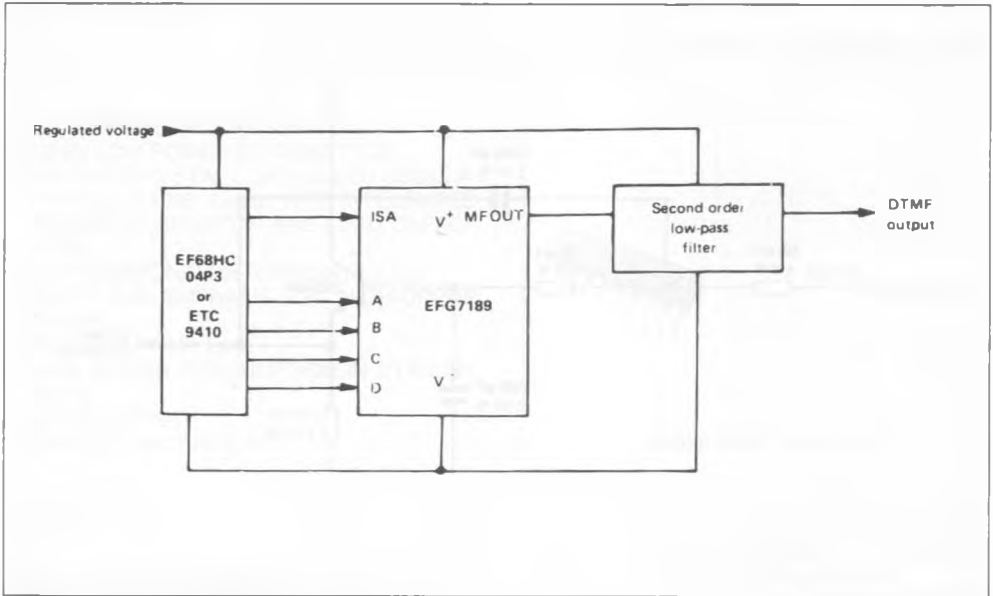 Regulated voltage
EF68HC
04P3
or
ETC
9410
ISA
V+ MFOUT
A
B
C
D
EFG7189
V-
Second order
low-pass
filter
DTMF
output